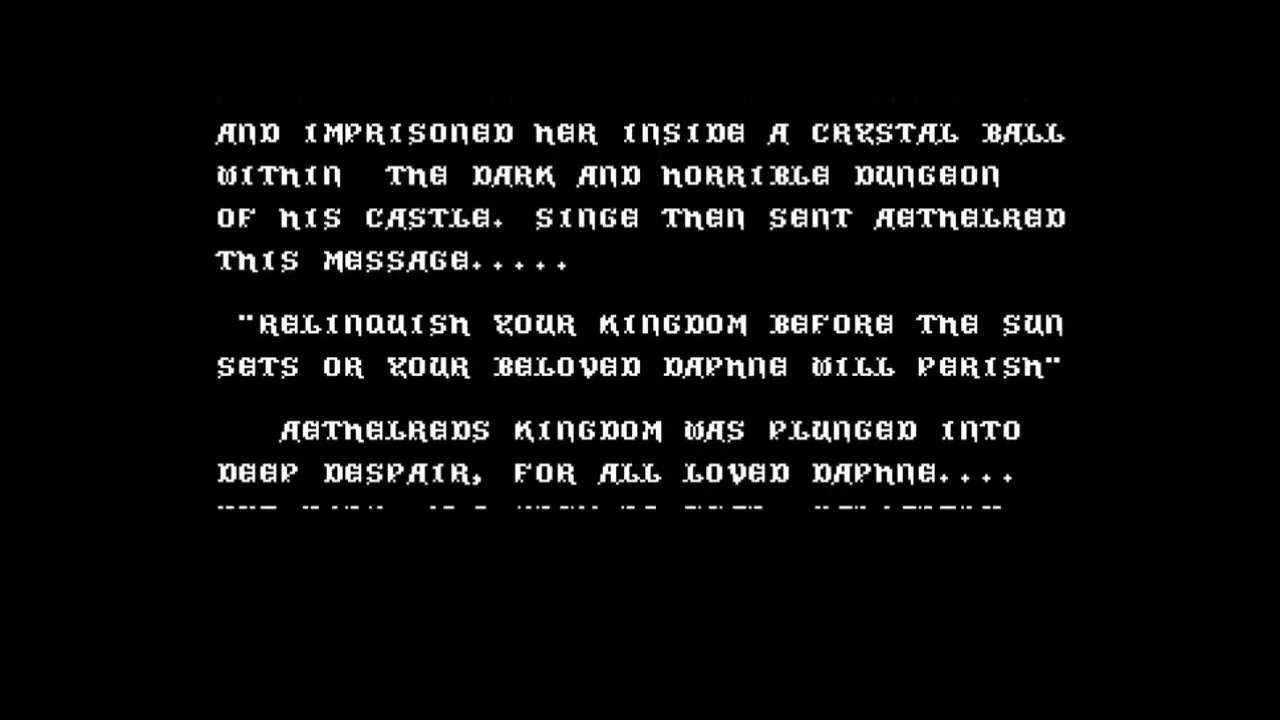 AND IMPRISONED HER INSIDE A CRYSTAL BALL
WITHIN  THE DARK AND HORRIBLE DUNGEON
OF HIS CASTLE. SINGE THEN SENT AETHELRED
THIS MESSAGE.....
"RELINQUISH YOUR KINGDOM BEFORE THE SUN
SETS OR YOUR BELOVED DAPHNE WILL PERISH"
AETHELREDS KINGDOM WAS PLUNGED INTO
DEEP DESPAIR, FOR ALL LOVED DAPHNE....